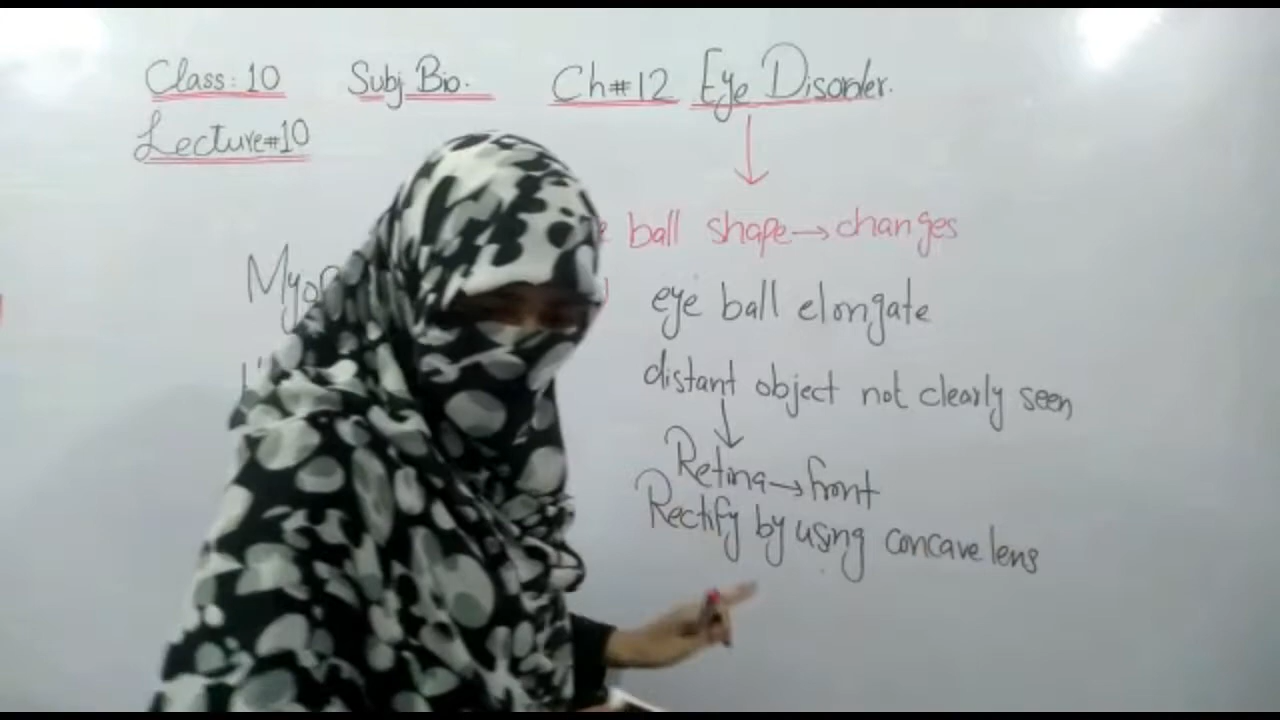 Class: 10 Subj Bio. Ch#12 Eye Disorder.
Lecture#10
ball shape→changes
eye ball elongate
distant object not clearly seen,
Retina→front
Rectify by using concave lens